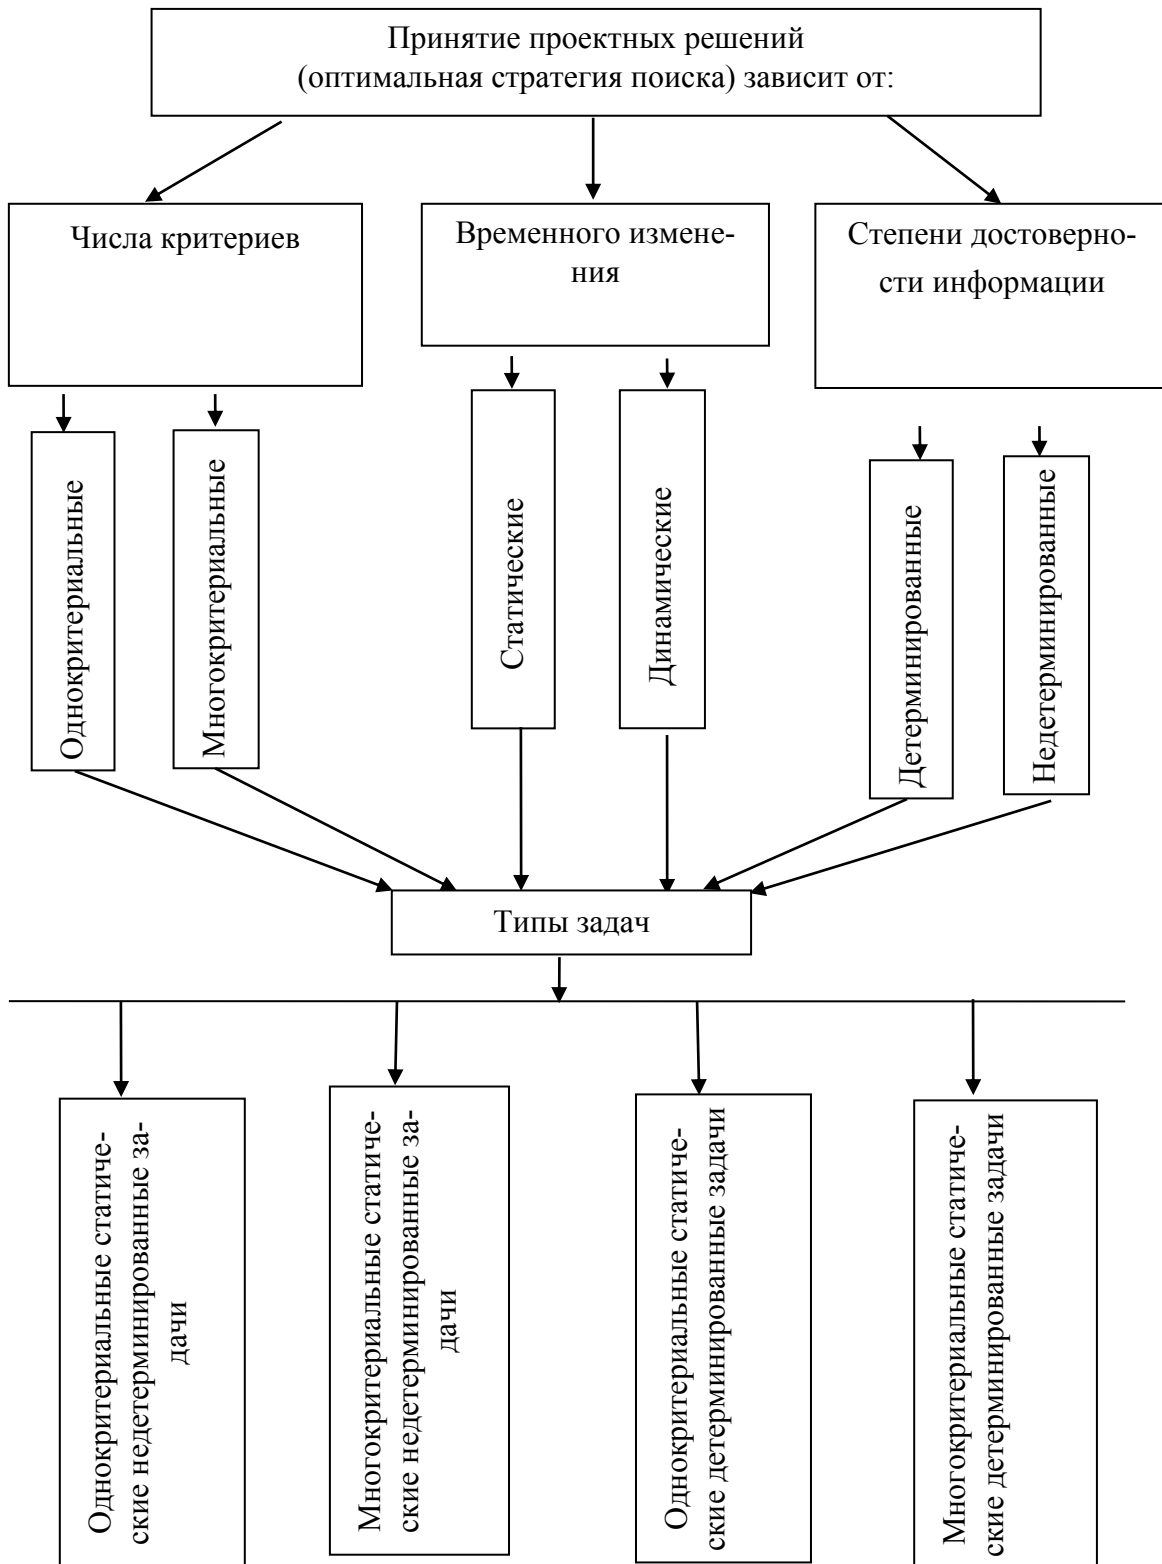 Принятие проектных решений
(оптимальная стратегия поиска) зависит от:
Числа критериев
Временного измене-
ния
Степени достоверно-
сти информации
Однокритериальные
Многокритериальные
Статические
Динамические
Детерминированные
Недетерминированные
Типы задач
Однокритериальные статиче-
ские недетерминированные за-
дачи
Многокритериальные статиче-
ские недетерминированные за-
дачи
Однокритериальные статиче-
ские детерминированные задачи
Многокритериальные статиче-
ские детерминированные задачи